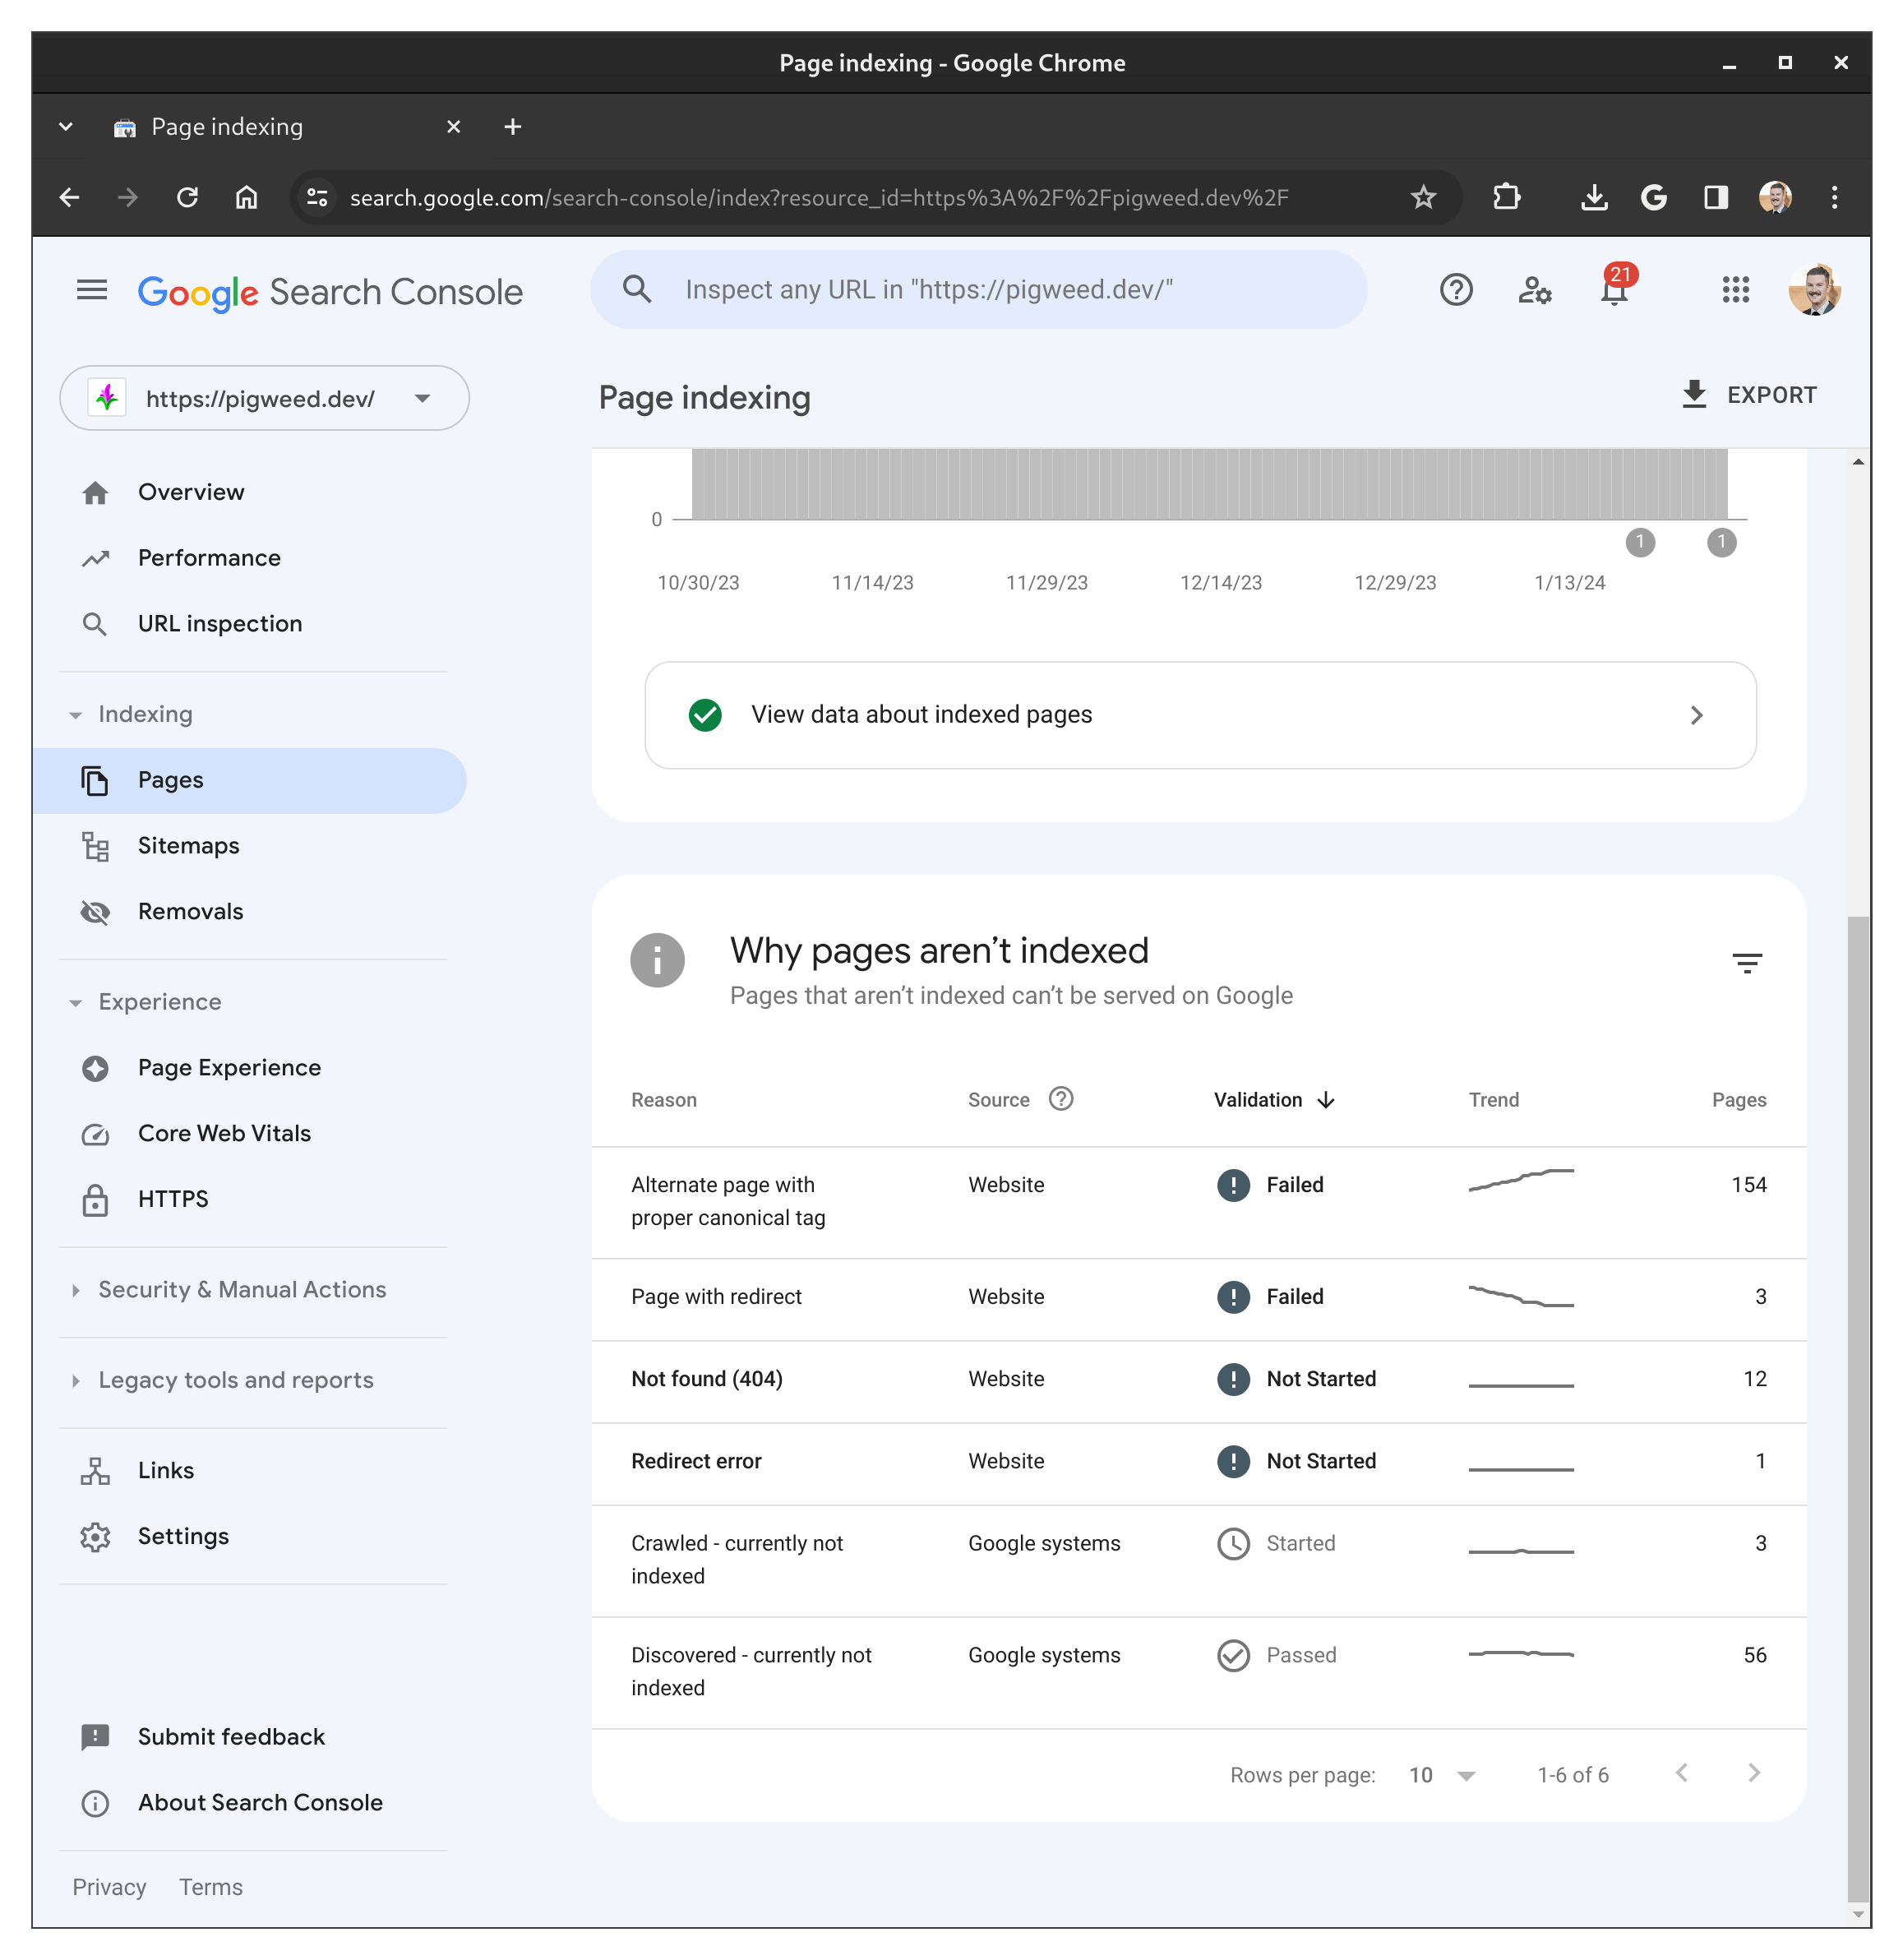 Page indexing - Google Chrome
Page indexing
search.google.com/search-console/index?resource_id=https%3A%2F%2Fpigweed.dev%2F
Google Search Console
Inspect any URL in "https://pigweed.dev/"
21
https://pigweed.dev/
Page indexing
EXPORT
Overview
Performance
URL inspection
Indexing
Pages
Sitemaps
Removals
Experience
Page Experience
Core Web Vitals
HTTPS
Security & Manual Actions
Legacy tools and reports
Links
Settings
Submit feedback
About Search Console
Privacy Terms
0
1 1
10/30/23 11/14/23 11/29/23 12/14/23 12/29/23 1/13/24
View data about indexed pages
Why pages aren’t indexed
Pages that aren’t indexed can’t be served on Google
Reason Source Validation Trend Pages
Alternate page with Website Failed 154
proper canonical tag
Page with redirect Website Failed 3
Not found (404) Website Not Started 12
Redirect error Website Not Started 1
Crawled - currently not Google systems Started 3
indexed
Discovered - currently not Google systems Passed 56
indexed
Rows per page: 10 1-6 of 6